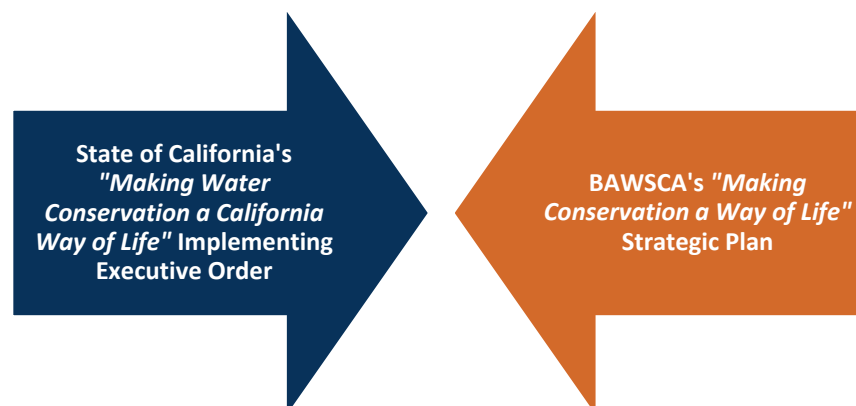 State of California's
"Making Water
Conservation a California
Way of Life" Implementing
Executive Order
BAWSCA's "Making
Conservation a Way of Life"
Strategic Plan